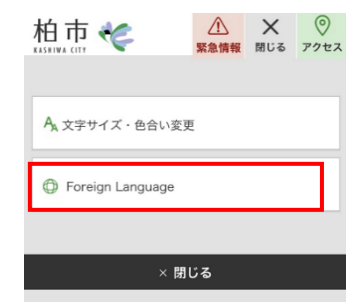 柏市
KASHIWA CITY
緊急情報
閉じる
アクセス
文字サイズ・色合い変更
Foreign Language
× 閉じる